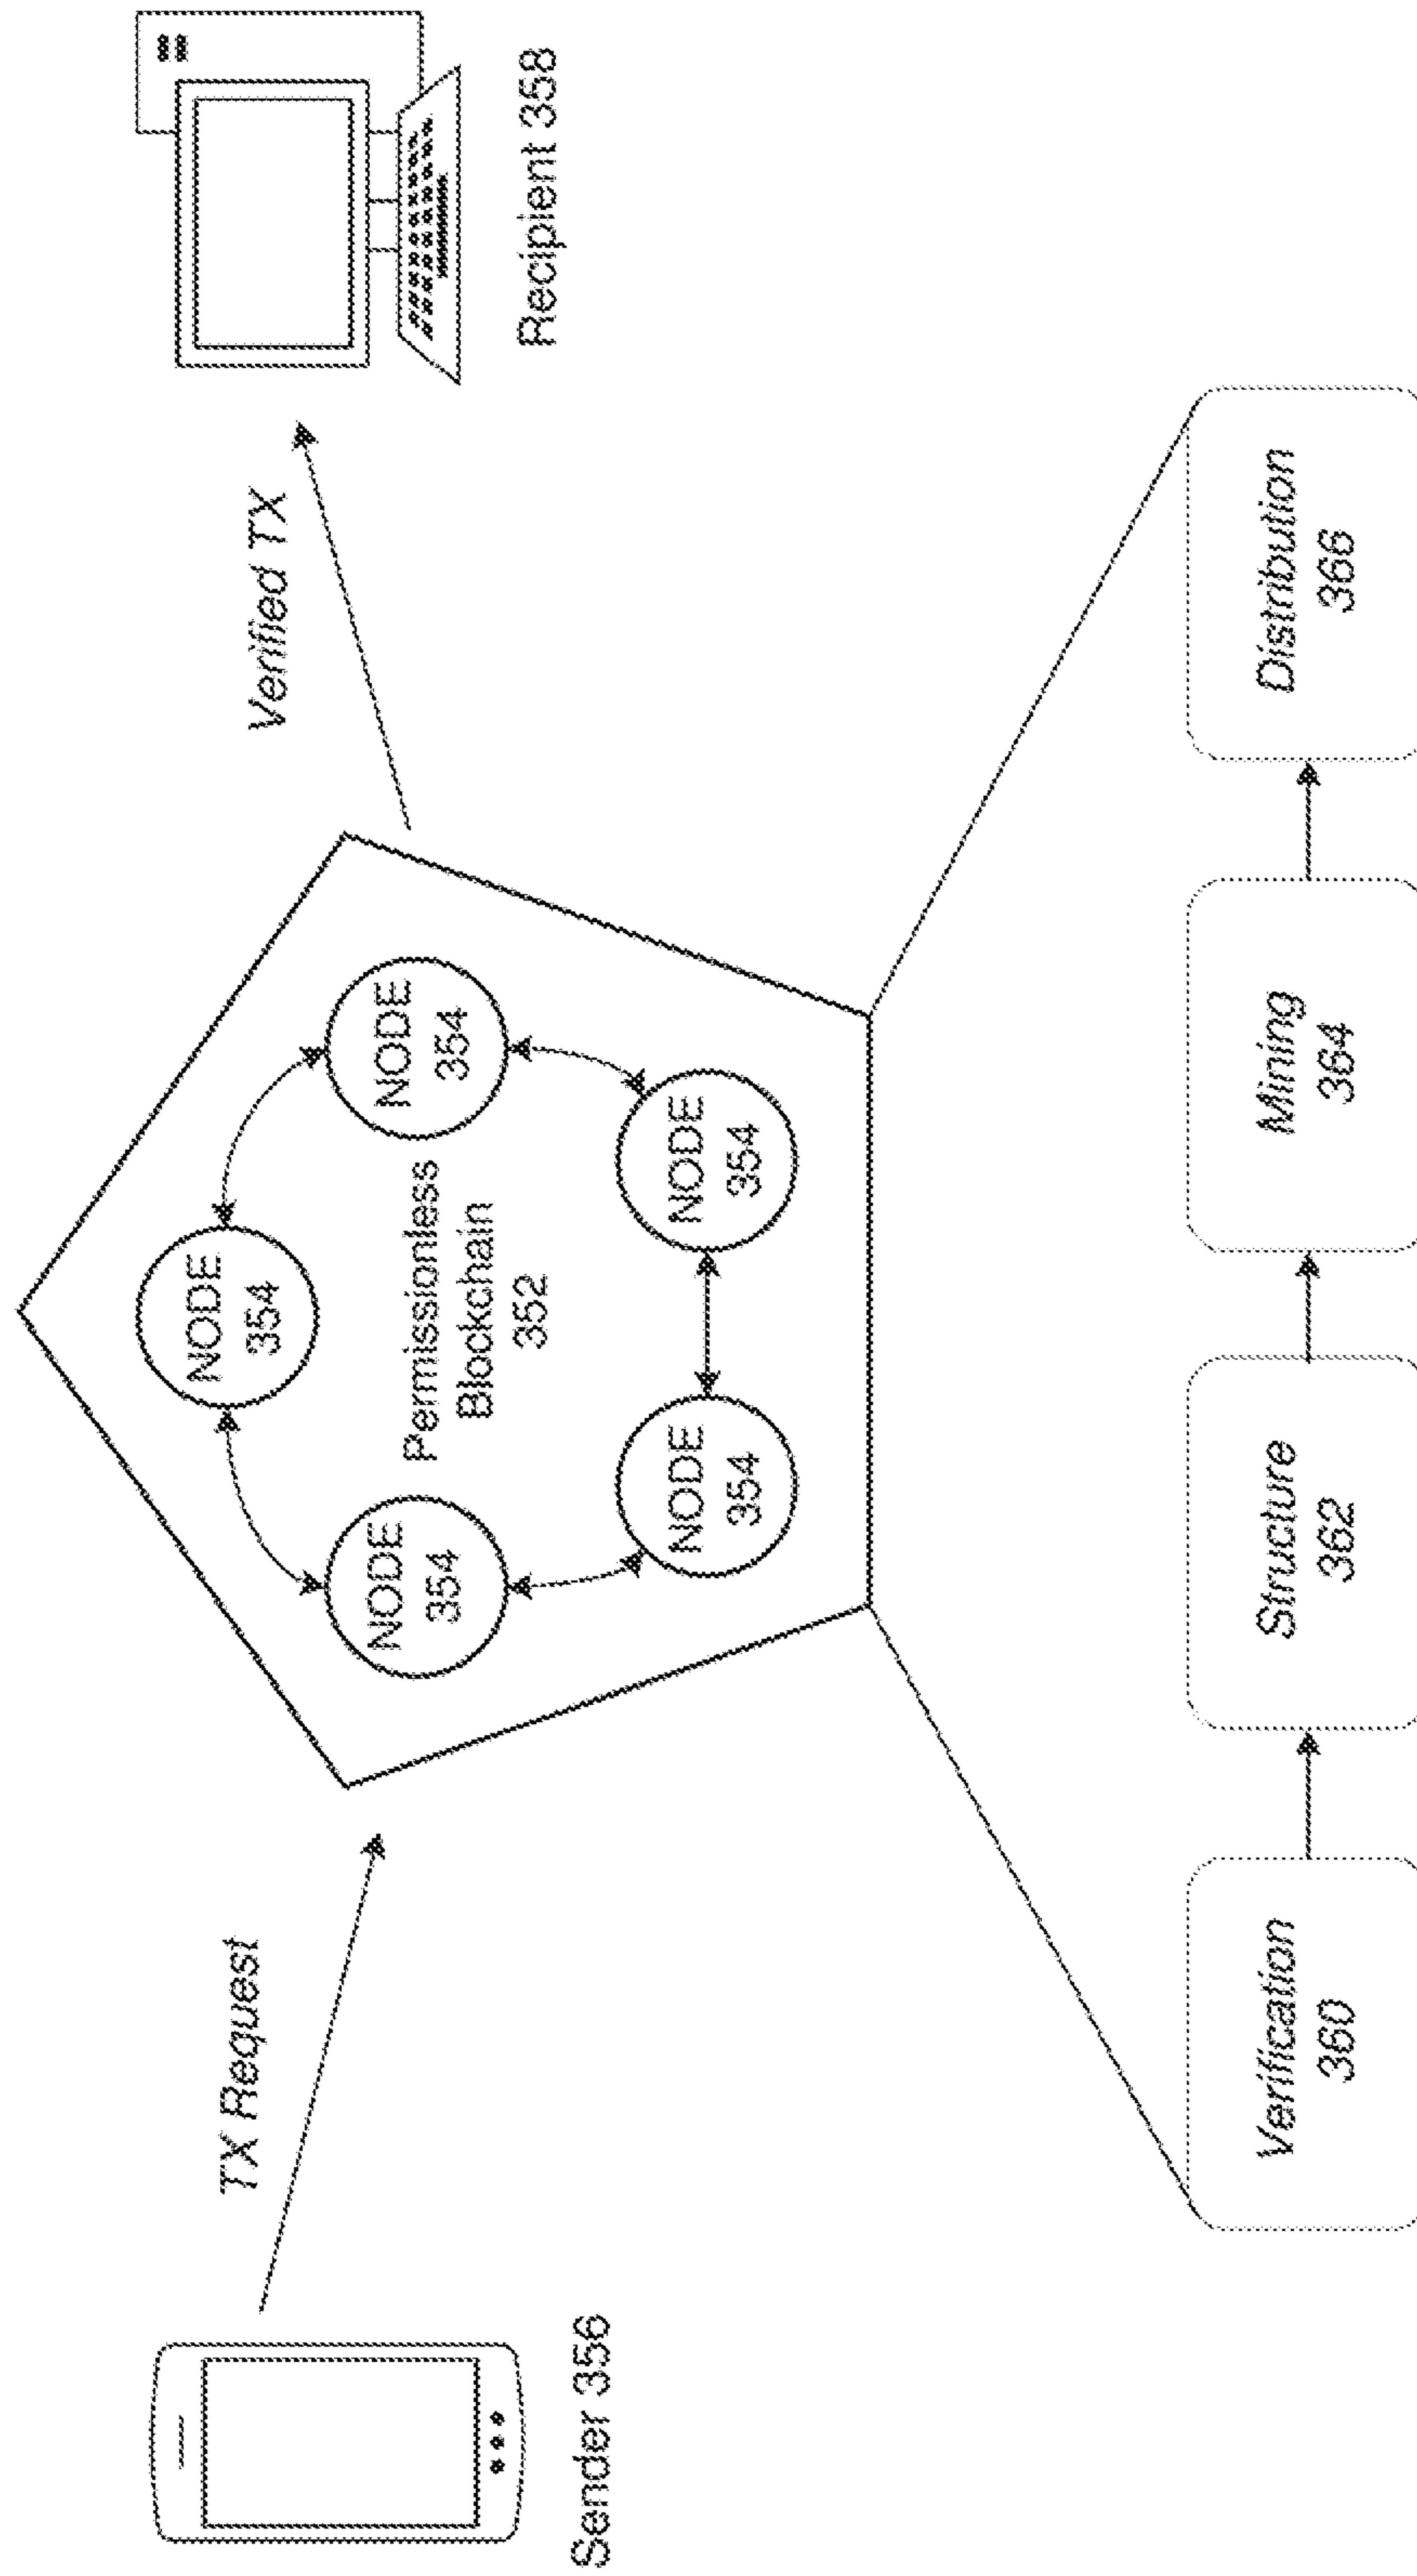 TX Request
Verified TX
Sender 356
Recipient 358
NODE
354
NODE
354
NODE
354
Permissionless
Blockchain
352
NODE
354
NODE
354
Verification
360
Structure
362
Mining
364
Distribution
366